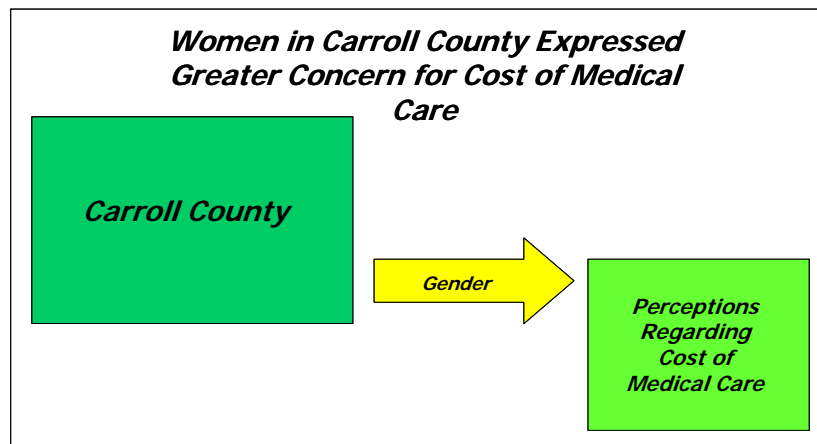 Women in Carroll County Expressed
Greater Concern for Cost of Medical
Care
Carroll County
Gender
Perceptions
Regarding
Cost of
Medical Care